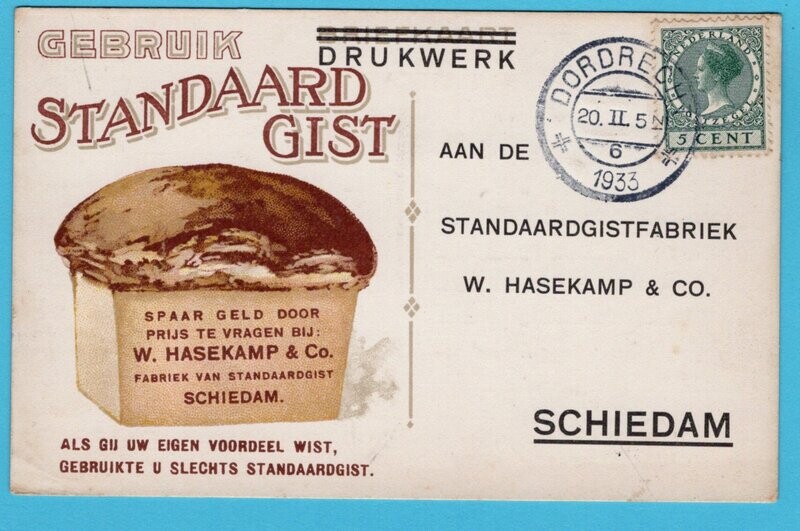 GEBRUIK
STANDAARD
GIST
SPAAR GELD DOOR
PRIJS TE VRAGEN BIJ:
W. HASEKAMP & Co.
FABRIEK VAN STANDAARDGIST
SCHIEDAM.
ALS GIJ UW EIGEN VOORDEEL WIST,
GEBRUIKTE U SLECHTS STANDAARDGIST.
BRIEFKAART
DRUKWERK
DORDRECHT
20. II. 5
6
1933
NEDERLAND
5 CENT
AAN DE
STANDAARDGISTFABRIEK
W. HASEKAMP & CO.
SCHIEDAM